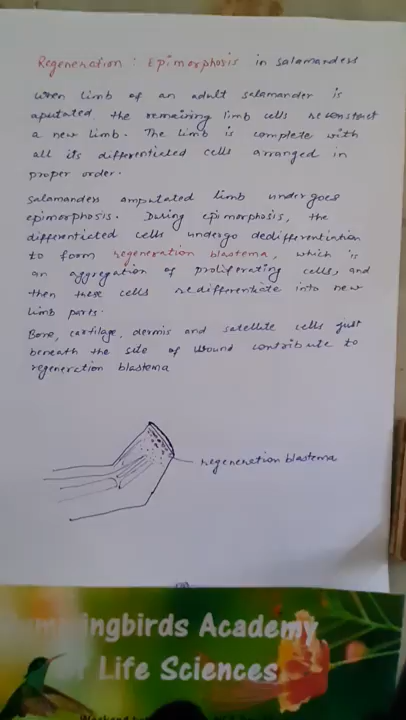 Regeneration : Epimorphosis in salamanders
When limb of an adult salamander is
aputated the remaining limb cells reconstruct
a new limb. The limb is complete with
all its differentiated cells arranged in
proper order.
Salamanders amputated limb undergoes
epimorphosis. During epimorphosis, the
differenticted cells undergo dedifferentiation
to form regeneration blastema, which is
an aggregation of proliferating cells, and
then these cells redifferentiate into new
limb parts.
Bone, cartilage, dermis and satellite cells just
beneath the site of wound contribute to
regeneration blastema
regeneration blastema
mingbirds Academy
Life Sciences